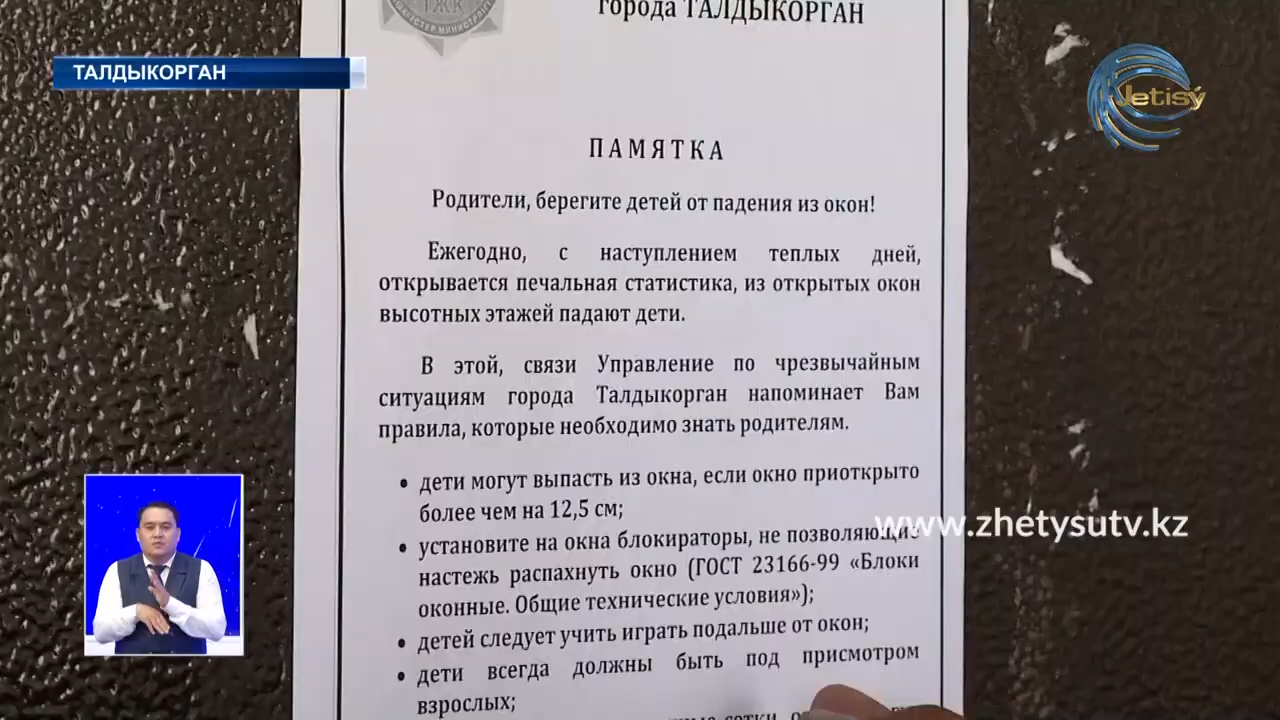 ТЖК
города ТАЛДЫКОРГАН
ТАЛДЫКОРГАН
Jetisý
ПАМЯТКА
Родители, берегите детей от падения из окон!
Ежегодно, с наступлением теплых дней,
открывается печальная статистика, из открытых окон
высотных этажей падают дети.
В этой, связи Управление по чрезвычайным
ситуациям города Талдыкорган напоминает Вам
правила, которые необходимо знать родителям.
• дети могут выпасть из окна, если окно приоткрыто
более чем на 12,5 см;
• установите на окна блокираторы, не позволяющие
настежь распахнуть окно (ГОСТ 23166-99 «Блоки
оконные. Общие технические условия»);
• детей следует учить играть подальше от окон;
• дети всегда должны быть под присмотром
взрослых;
сетки
www.zhetysutv.kz